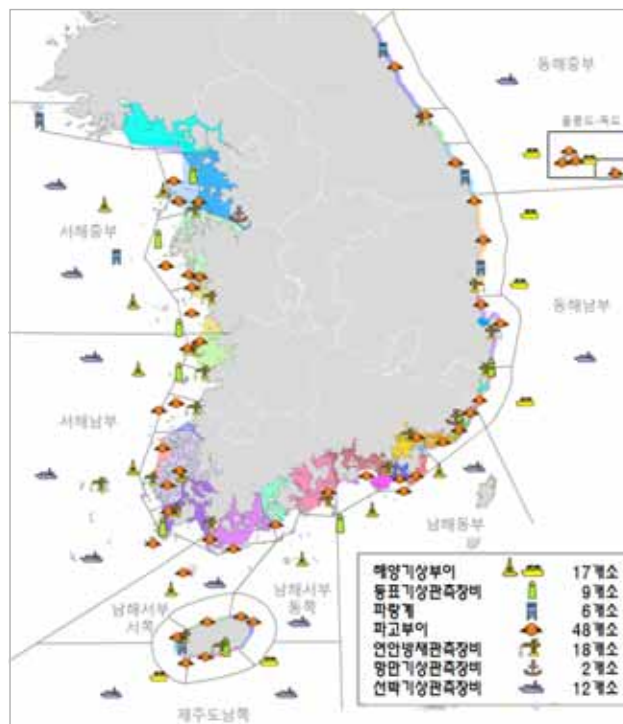 동해중부
울릉도·독도
서해중부
동해남부
서해남부
남해동부
남해서부
동쪽
남해서부
서쪽
제주도남쪽
해양기상부이 17개소
등표기상관측장비 9개소
파랑계 6개소
파고부이 48개소
연안방재관측장비 18개소
항만기상관측장비 2개소
선박기상관측장비 12개소